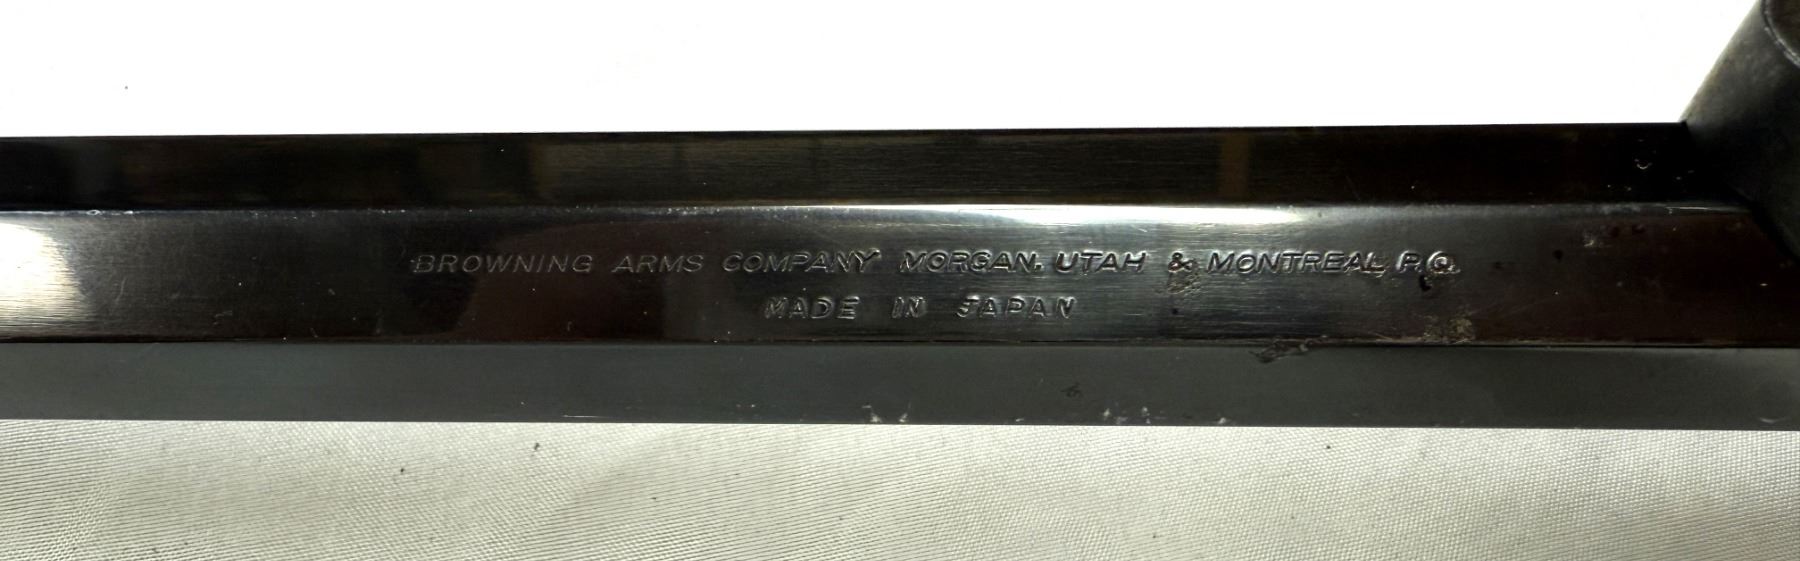 BROWNING ARMS COMPANY MORGAN, UTAH & MONTREAL P.Q.
MADE IN JAPAN